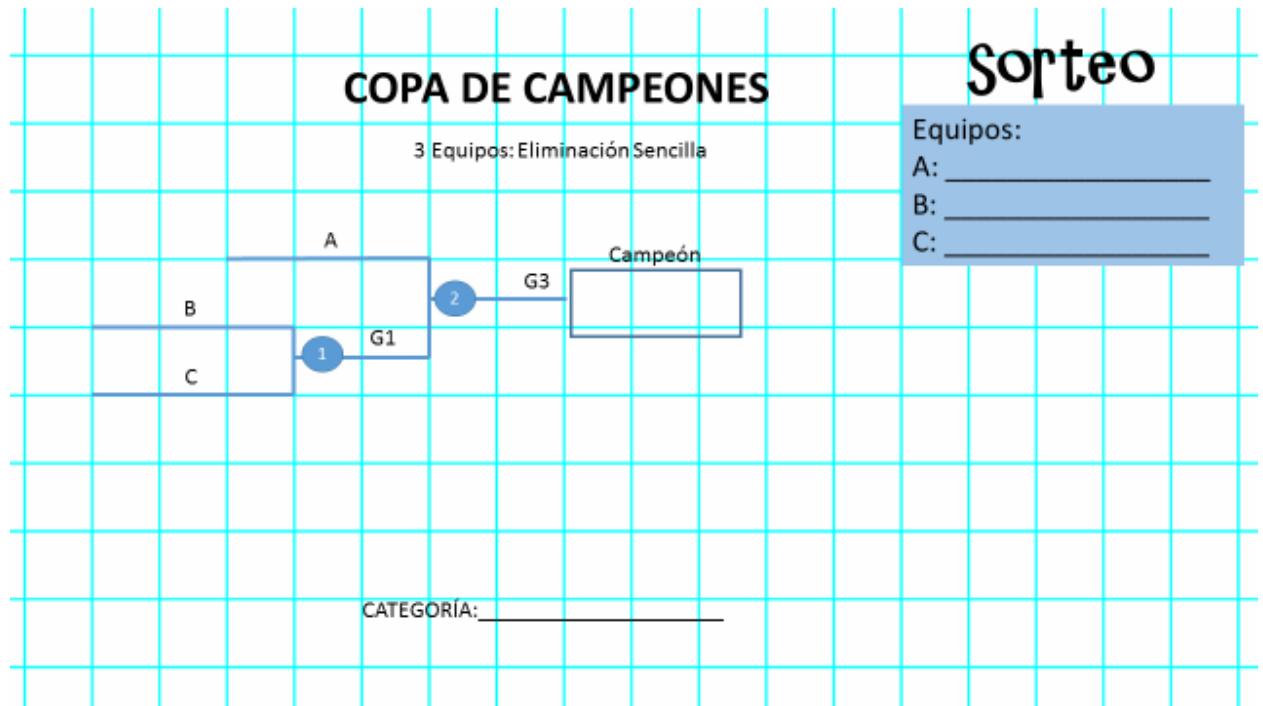 COPA DE CAMPEONES
3 Equipos: Eliminación Sencilla
Sorteo
Equipos:
A: ___________________
B: ___________________
C: ___________________
A
Campeón
G3
2
B
G1
1
C
CATEGORÍA:______________________